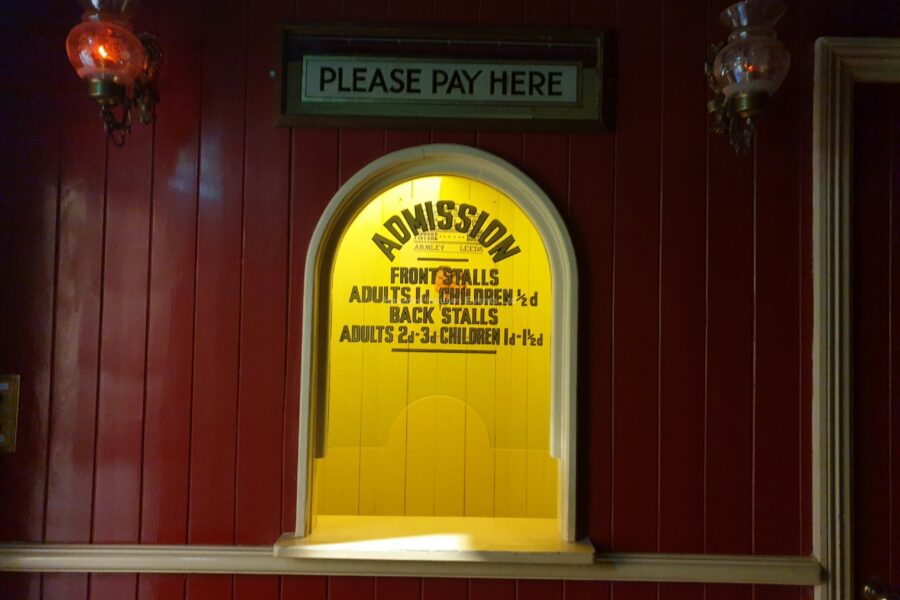 PLEASE PAY HERE
ADMISSION
PICTURE
ARMLEY LEEDS
FRONT STALLS
ADULTS 1d. CHILDREN ½d
BACK STALLS
ADULTS 2d-3d CHILDREN 1d-1½d